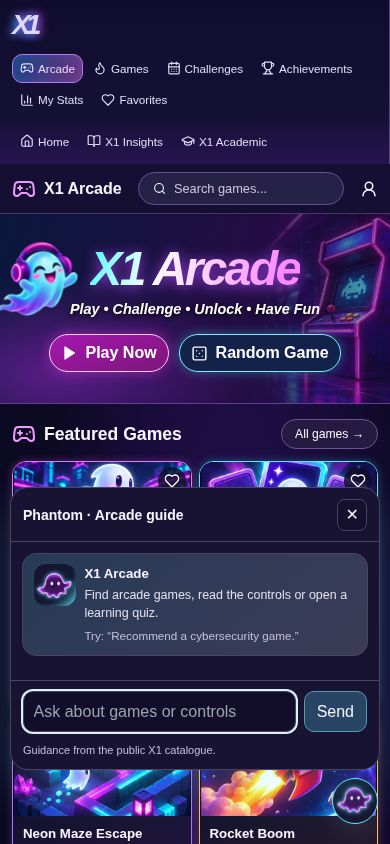 X1
Arcade Games Challenges Achievements
My Stats Favorites
Home X1 Insights X1 Academic
X1 Arcade Search games...
X1 Arcade
Play • Challenge • Unlock • Have Fun
Play Now Random Game
Featured Games All games →
Phantom · Arcade guide ✕
X1 Arcade
Find arcade games, read the controls or open a
learning quiz.
Try: “Recommend a cybersecurity game.”
Ask about games or controls Send
Guidance from the public X1 catalogue.
Neon Maze Escape Rocket Boom